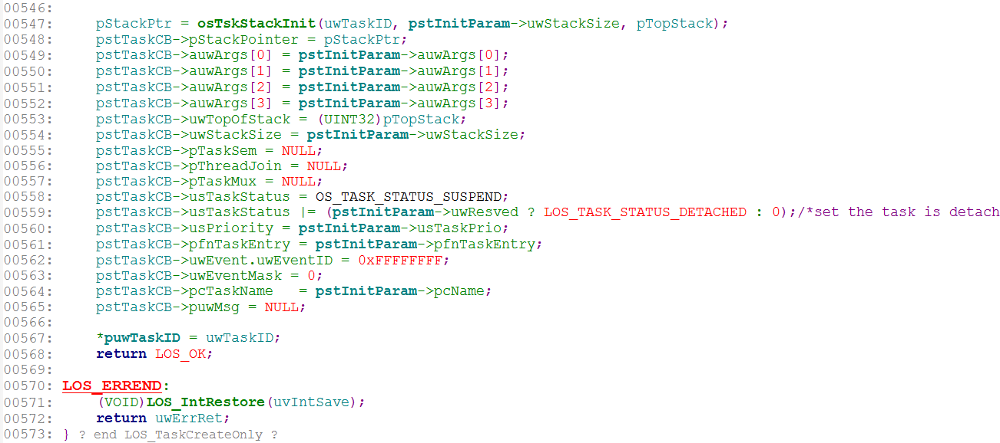 00546:
00547:     pStackPtr = osTskStackInit(uwTaskID, pstInitParam->uwStackSize, pTopStack);
00548:     pstTaskCB->pStackPointer = pStackPtr;
00549:     pstTaskCB->auwArgs[0] = pstInitParam->auwArgs[0];
00550:     pstTaskCB->auwArgs[1] = pstInitParam->auwArgs[1];
00551:     pstTaskCB->auwArgs[2] = pstInitParam->auwArgs[2];
00552:     pstTaskCB->auwArgs[3] = pstInitParam->auwArgs[3];
00553:     pstTaskCB->uwTopOfStack = (UINT32)pTopStack;
00554:     pstTaskCB->uwStackSize = pstInitParam->uwStackSize;
00555:     pstTaskCB->pTaskSem = NULL;
00556:     pstTaskCB->pThreadJoin = NULL;
00557:     pstTaskCB->pTaskMux = NULL;
00558:     pstTaskCB->usTaskStatus = OS_TASK_STATUS_SUSPEND;
00559:     pstTaskCB->usTaskStatus |= (pstInitParam->uwResved ? LOS_TASK_STATUS_DETACHED : 0);/*set the task is detach
00560:     pstTaskCB->usPriority = pstInitParam->usTaskPrio;
00561:     pstTaskCB->pfnTaskEntry = pstInitParam->pfnTaskEntry;
00562:     pstTaskCB->uwEvent.uwEventID = 0xFFFFFFFF;
00563:     pstTaskCB->uwEventMask = 0;
00564:     pstTaskCB->pcTaskName   = pstInitParam->pcName;
00565:     pstTaskCB->puwMsg = NULL;
00566:
00567:     *puwTaskID = uwTaskID;
00568:     return LOS_OK;
00569:
00570: LOS_ERREND:
00571:     (VOID)LOS_IntRestore(uvIntSave);
00572:     return uwErrRet;
00573: } ? end LOS_TaskCreateOnly ?